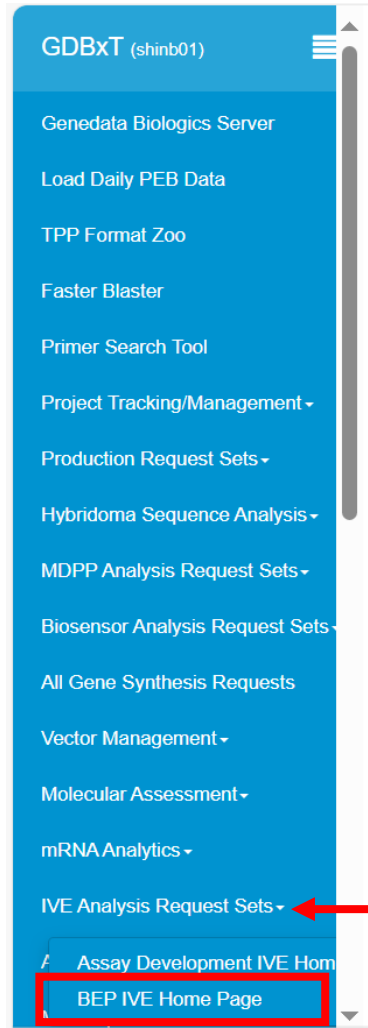 GDBxT (shinb01)
Genedata Biologics Server
Load Daily PEB Data
TPP Format Zoo
Faster Blaster
Primer Search Tool
Project Tracking/Management
Production Request Sets
Hybridoma Sequence Analysis
MDPP Analysis Request Sets
Biosensor Analysis Request Sets
All Gene Synthesis Requests
Vector Management
Molecular Assessment
mRNA Analytics
IVE Analysis Request Sets
Assay Development IVE Hom
BEP IVE Home Page